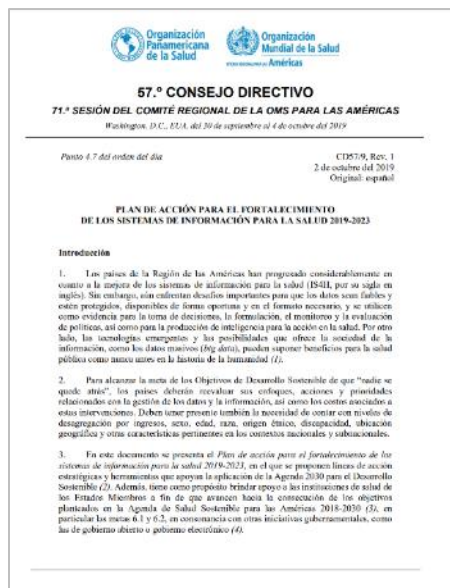 Organización
Panamericana
de la Salud
Organización
Mundial de la Salud
Américas
57.º CONSEJO DIRECTIVO
71.ª SESIÓN DEL COMITÉ REGIONAL DE LA OMS PARA LAS AMÉRICAS
Washington, D.C., EUA, del 30 de septiembre al 4 de octubre del 2019
Punto 4.7 del orden del día
CD57/9, Rev. 1
2 de octubre del 2019
Original: español
PLAN DE ACCIÓN PARA EL FORTALECIMIENTO
DE LOS SISTEMAS DE INFORMACIÓN PARA LA SALUD 2019-2023
Introducción
1. Los países de la Región de las Américas han progresado considerablemente en
cuanto a la mejora de los sistemas de información para la salud (IS4H, por su sigla en
inglés). Sin embargo, aún enfrentan desafíos importantes para que los datos sean fiables y
estén protegidos, disponibles de forma oportuna y en el formato necesario, y se utilicen
como evidencia para la toma de decisiones, la formulación, el monitoreo y la evaluación
de políticas, así como para la producción de inteligencia para la acción en la salud. Por otro
lado, las tecnologías emergentes y las posibilidades que ofrece la sociedad de la
información, como los datos masivos (big data), pueden suponer beneficios para la salud
pública como nunca antes en la historia de la humanidad (1).
2. Para alcanzar la meta de los Objetivos de Desarrollo Sostenible de que “nadie se
quede atrás”, los países deberán reevaluar sus enfoques, acciones y prioridades
relacionados con la gestión de los datos y la información, así como los costos asociados a
estas intervenciones. Deben tener presente también la necesidad de contar con niveles de
desagregación por ingresos, sexo, edad, raza, origen étnico, discapacidad, ubicación
geográfica y otras características pertinentes en los contextos nacionales y subnacionales.
3. En este documento se presenta el Plan de acción para el fortalecimiento de los
sistemas de información para la salud 2019-2023, en el que se proponen líneas de acción
estratégicas y herramientas que apoyan la aplicación de la Agenda 2030 para el Desarrollo
Sostenible (2). Además, tiene como propósito brindar apoyo a las instituciones de salud de
los Estados Miembros a fin de que avancen hacia la consecución de los objetivos
planteados en la Agenda de Salud Sostenible para las Américas 2018-2030 (3), en
particular las metas 6.1 y 6.2, en consonancia con otras iniciativas gubernamentales, como
las de gobierno abierto o gobierno electrónico (4).